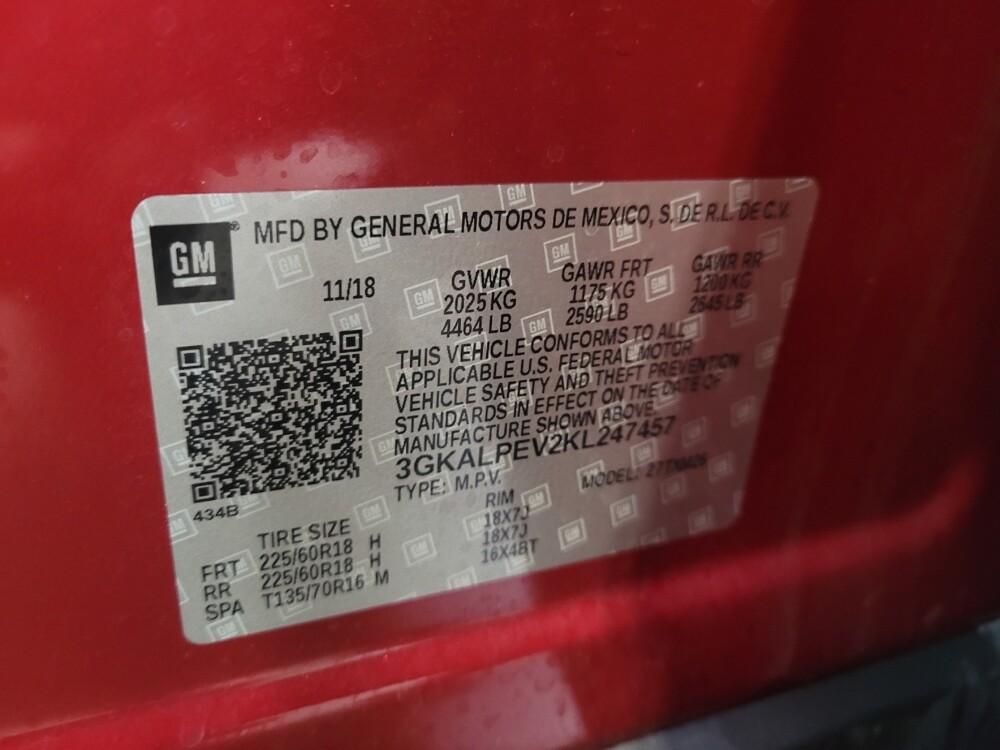 GM® MFD BY GENERAL MOTORS DE MEXICO, S. DE R.L. DE C.V.
11/18 GVWR GAWR FRT GAWR RR
2025 KG 1175 KG 1200 KG
4464 LB 2590 LB 2645 LB
THIS VEHICLE CONFORMS TO ALL
APPLICABLE U.S. FEDERAL MOTOR
VEHICLE SAFETY AND THEFT PREVENTION
STANDARDS IN EFFECT ON THE DATE OF
MANUFACTURE SHOWN ABOVE.
3GKALPEV2KL247457
TYPE: M.P.V. MODEL:
434B
TIRE SIZE RIM
FRT 225/60R18 H 18X7J
RR 225/60R18 H 18X7J
SPA T135/70R16 M 16X4BT